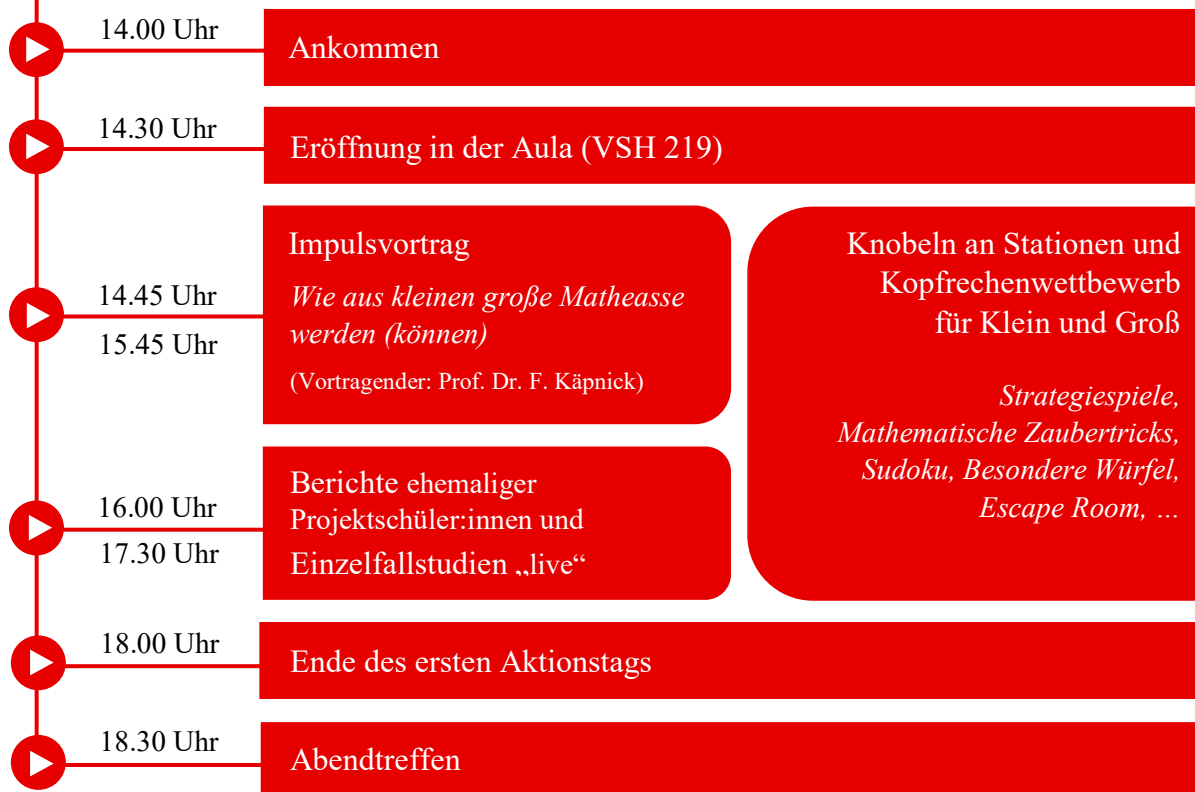 14.00 Uhr
Ankommen
14.30 Uhr
Eröffnung in der Aula (VSH 219)
14.45 Uhr
15.45 Uhr
Impulsvortrag
Wie aus kleinen große Matheasse
werden (können)
(Vortragender: Prof. Dr. F. Käpnick)
Knobeln an Stationen und
Kopfrechenwettbewerb
für Klein und Groß
Strategiespiele,
Mathematische Zaubertricks,
Sudoku, Besondere Würfel,
Escape Room, ...
16.00 Uhr
17.30 Uhr
Berichte ehemaliger
Projektschüler:innen und
Einzelfallstudien „live“
18.00 Uhr
Ende des ersten Aktionstags
18.30 Uhr
Abendtreffen